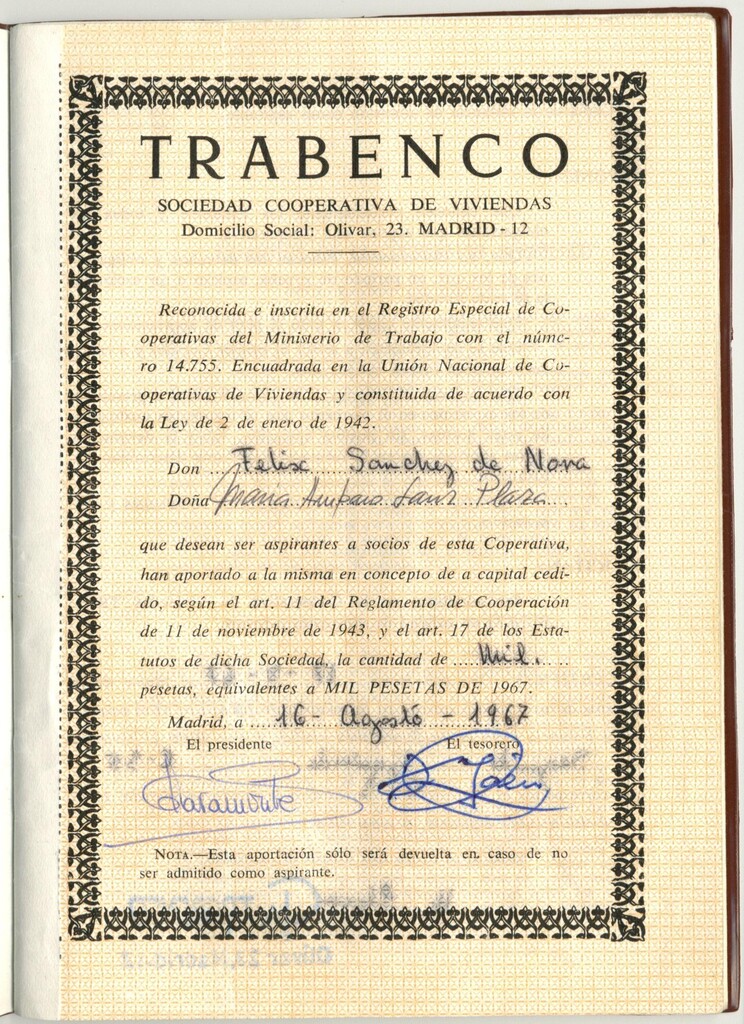 TRABENCO
SOCIEDAD COOPERATIVA DE VIVIENDAS
Domicilio Social: Olivar, 23. MADRID - 12
Reconocida e inscrita en el Registro Especial de Co-
operativas del Ministerio de Trabajo con el núme-
ro 14.755. Encuadrada en la Unión Nacional de Co-
operativas de Viviendas y constituida de acuerdo con
la Ley de 2 de enero de 1942.
Don ... Felix Sanchez de Nova
Doña Maria Amparo Sanz Plaza
que desean ser aspirantes a socios de esta Coperativa,
han aportado a la misma en concepto de a capital cedi-
do, según el art. 11 del Reglamento de Cooperación
de 11 de noviembre de 1943, y el art. 17 de los Esta-
tutos de dicha Sociedad, la cantidad de .... Mil. ....
pesetas, equivalentes a MIL PESETAS DE 1967.
Madrid, a .... 16 - Agosto - 1967
El presidente El tesorero
NOTA.—Esta aportación sólo será devuelta en caso de no
ser admitido como aspirante.